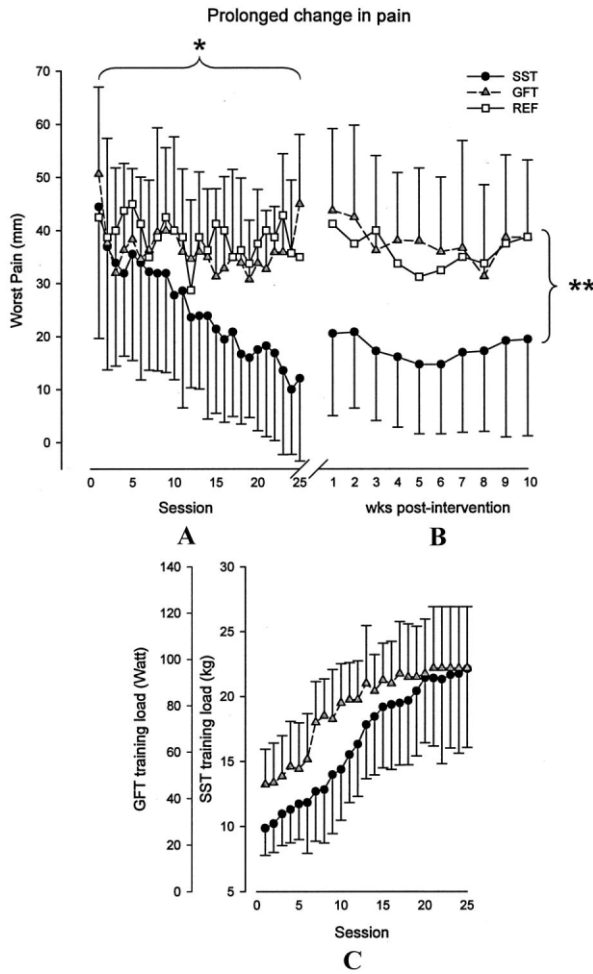 Prolonged change in pain
*
SST
GFT
REF
Worst Pain (mm)
70
60
50
40
30
20
10
0
**
0 5 10 15 20 25
1 2 3 4 5 6 7 8 9 10
Session
wks post-intervention
A
B
GFT training load (Watt)
140
120
100
80
60
40
20
0
SST training load (kg)
30
25
20
15
10
5
0 5 10 15 20 25
Session
C